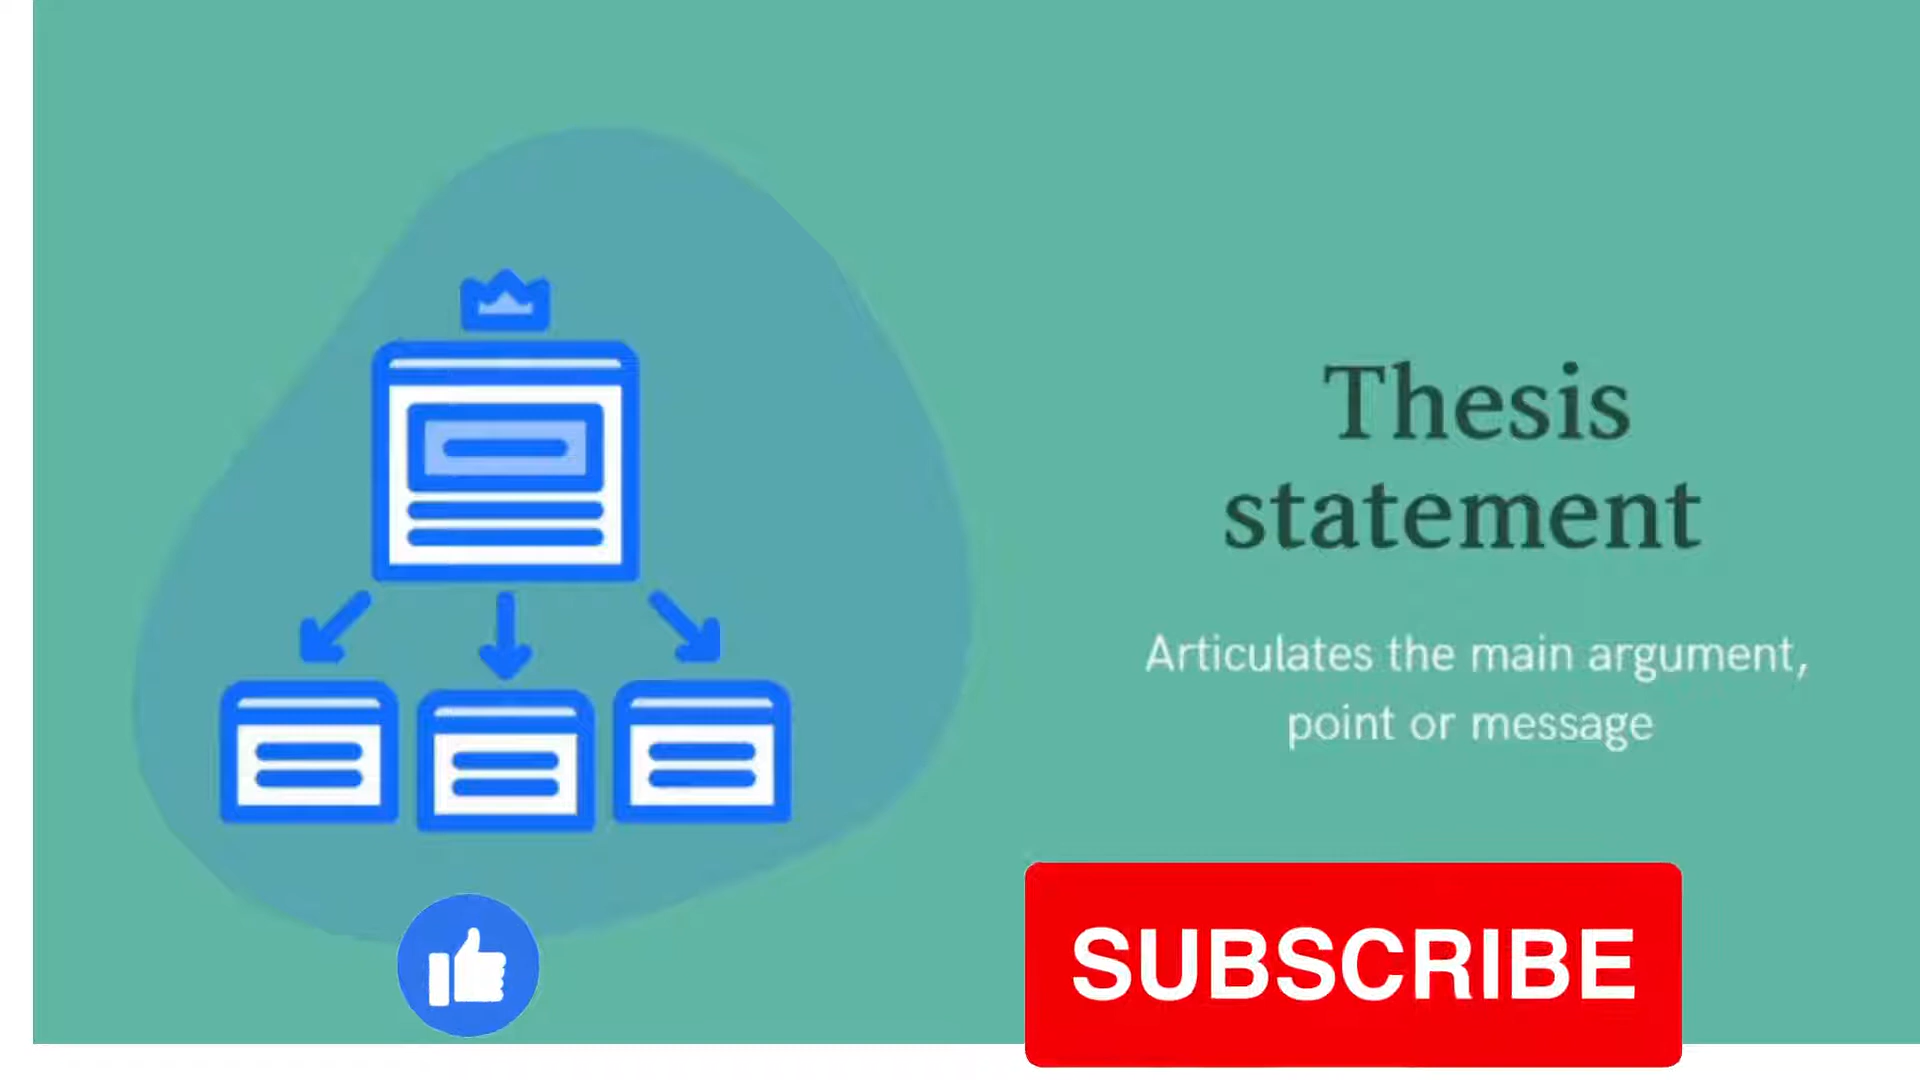 Thesis
statement
Articulates the main argument,
point or message
SUBSCRIBE